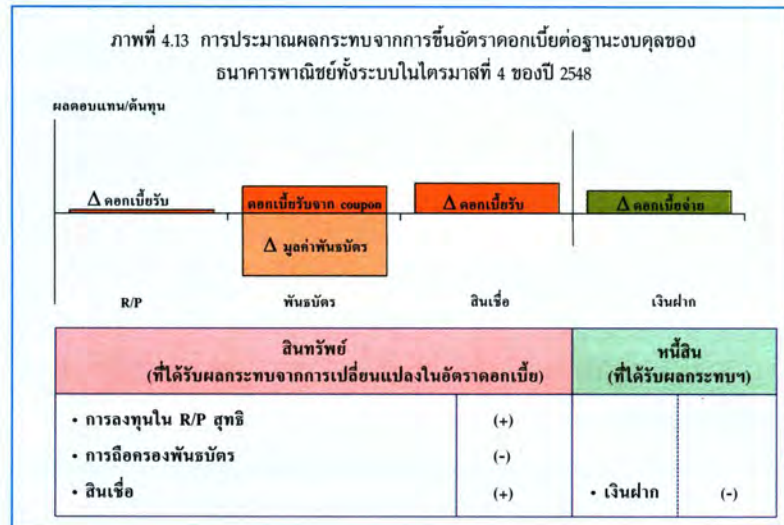 ภาพที่ 4.13 การประมาณผลกระทบจากการขึ้นอัตราดอกเบี้ยต่อฐานะงบดุลของ
ธนาคารพาณิชย์ทั้งระบบในไตรมาสที่ 4 ของปี 2548
ผลตอบแทน/ต้นทุน
Δ ดอกเบี้ยรับ
ดอกเบี้ยรับจาก coupon
Δ ดอกเบี้ยรับ
Δ ดอกเบี้ยจ่าย
Δ มูลค่าพันธบัตร
R/P
พันธบัตร
สินเชื่อ
เงินฝาก
สินทรัพย์
(ที่ได้รับผลกระทบจากการเปลี่ยนแปลงในอัตราดอกเบี้ย)
หนี้สิน
(ที่ได้รับผลกระทบฯ)
• การลงทุนใน R/P สุทธิ (+)
• การถือครองพันธบัตร (-)
• สินเชื่อ (+)
• เงินฝาก (-)